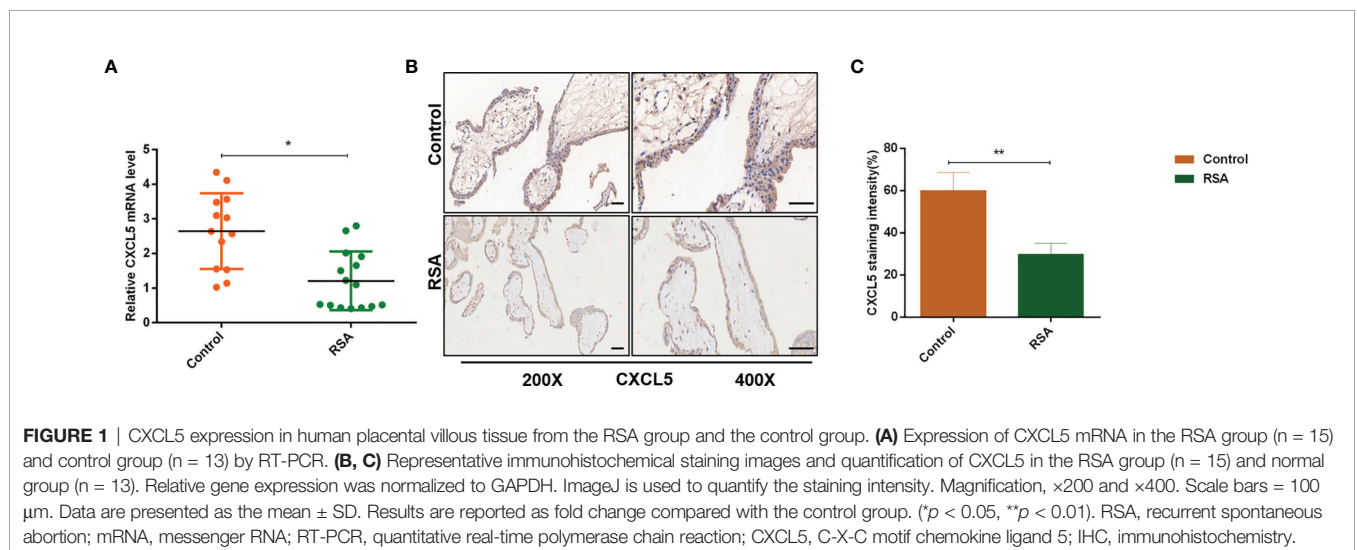 A
B
C
Relative CXCL5 mRNA level
5
4
3
2
1
0
*
Control
RSA
Control
RSA
200X CXCL5 400X
CXCL5 staining intensity(%)
80
60
40
20
0
**
Control
RSA
Control
RSA
FIGURE 1 | CXCL5 expression in human placental villous tissue from the RSA group and the control group. (A) Expression of CXCL5 mRNA in the RSA group (n = 15)
and control group (n = 13) by RT-PCR. (B, C) Representative immunohistochemical staining images and quantification of CXCL5 in the RSA group (n = 15) and normal
group (n = 13). Relative gene expression was normalized to GAPDH. ImageJ is used to quantify the staining intensity. Magnification, ×200 and ×400. Scale bars = 100
μm. Data are presented as the mean ± SD. Results are reported as fold change compared with the control group. (*p < 0.05, **p < 0.01). RSA, recurrent spontaneous
abortion; mRNA, messenger RNA; RT-PCR, quantitative real-time polymerase chain reaction; CXCL5, C-X-C motif chemokine ligand 5; IHC, immunohistochemistry.